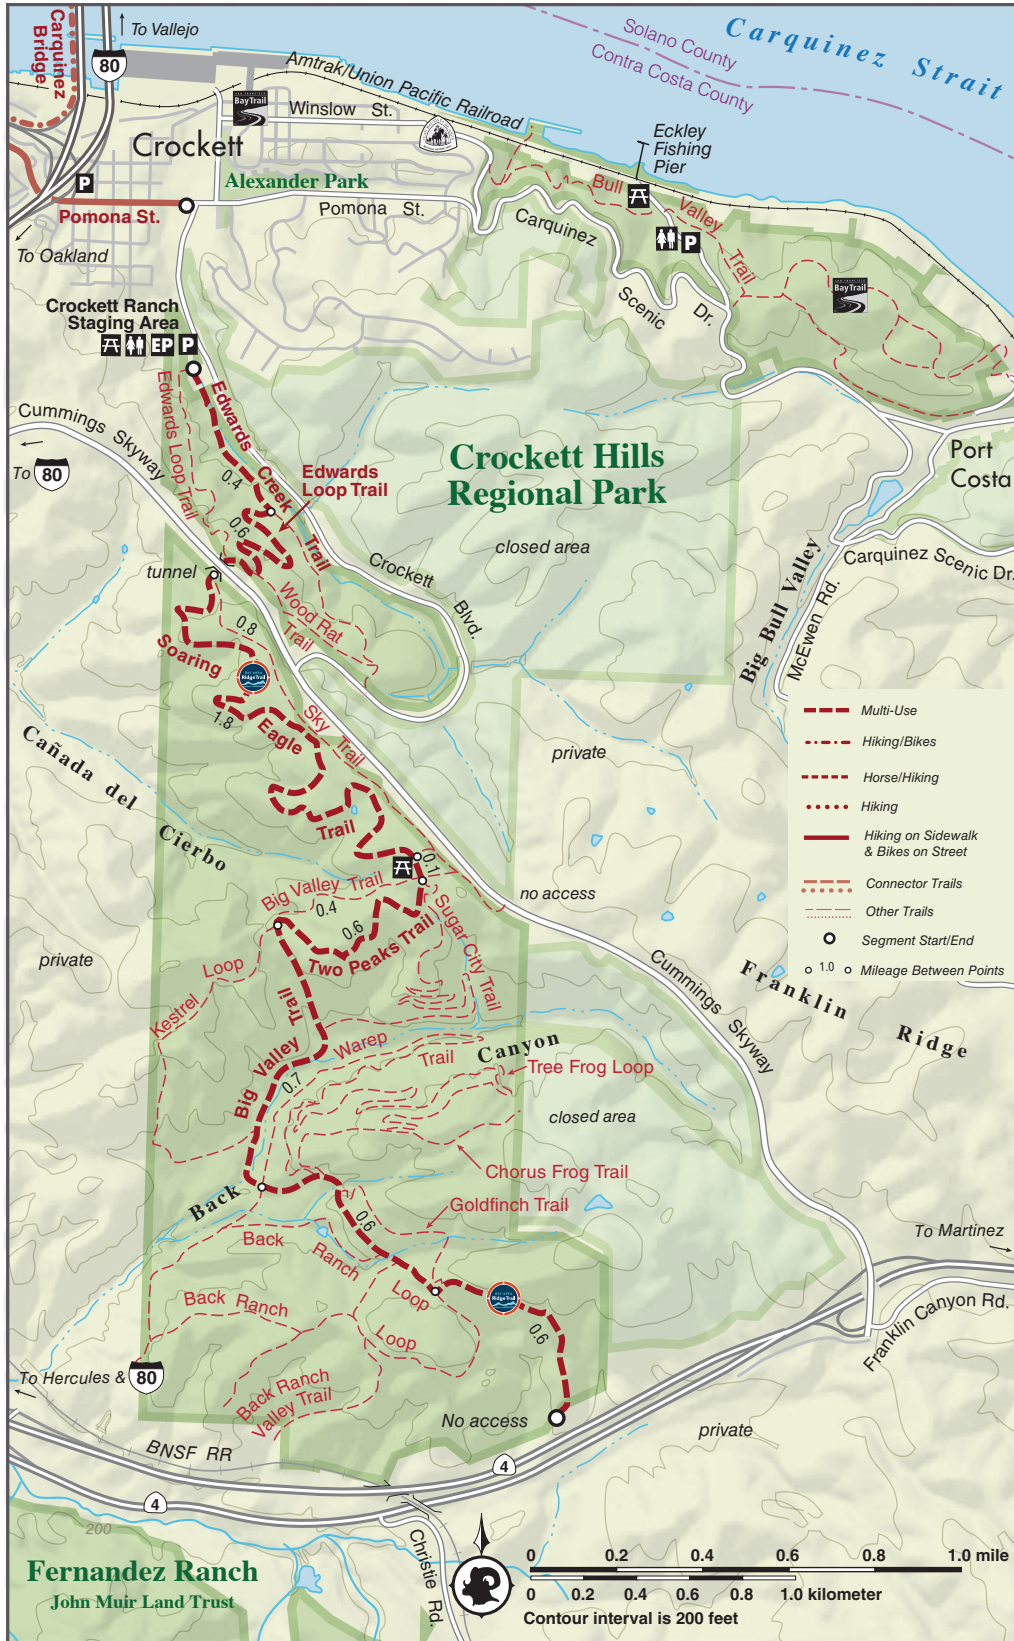 Carquinez
Bridge
To Vallejo
80
Solano County
Contra Costa County
Carquinez Strait
Amtrak/Union Pacific Railroad
SAN FRANCISCO
BayTrail
Winslow St.
Crockett
Eckley
Fishing
Pier
P
Alexander Park
Pomona St.
Pomona St.
Bull Valley Trail
P
Carquinez Scenic Dr.
To Oakland
SAN FRANCISCO
BayTrail
Crockett Ranch
Staging Area
EP P
Edwards Creek Trail
Edwards Loop Trail
Cummings Skyway
To 80
0.4
Edwards
Loop Trail
Crockett Hills
Regional Park
Port
Costa
0.6
closed area
tunnel
Crockett Blvd.
Big Bull Valley
Carquinez Scenic Dr.
McEwen Rd.
Wood Rat
Trail
0.8
Soaring Eagle Trail
BAY AREA
Ridge Trail
1.8
Sky Trail
Cañada del Cierbo
private
Multi-Use
Hiking/Bikes
Horse/Hiking
Hiking
Hiking on Sidewalk
& Bikes on Street
Connector Trails
Other Trails
Segment Start/End
1.0 Mileage Between Points
0.1
Big Valley Trail
0.4
no access
0.6
Two Peaks Trail
Sugar City Trail
private
Kestrel Loop
Cummings Skyway
Franklin Ridge
Big Valley Trail
Warep Trail
Back Canyon
Tree Frog Loop
0.7
closed area
Chorus Frog Trail
Goldfinch Trail
0.6
Back Ranch Loop
To Martinez
Back Ranch Loop
BAY AREA
Ridge Trail
0.6
Franklin Canyon Rd.
To Hercules & 80
Back Ranch
Valley Trail
No access
private
BNSF RR
4
4
200
Christie Rd.
Fernandez Ranch
John Muir Land Trust
0 0.2 0.4 0.6 0.8 1.0 mile
0 0.2 0.4 0.6 0.8 1.0 kilometer
Contour interval is 200 feet